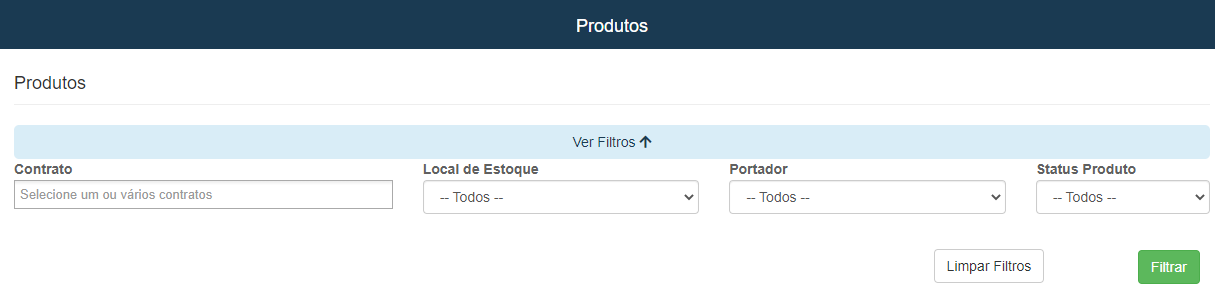 Produtos
Produtos
Ver Filtros
Contrato Local de Estoque Portador Status Produto
Selecione um ou vários contratos -- Todos -- -- Todos -- -- Todos --
Limpar Filtros Filtrar